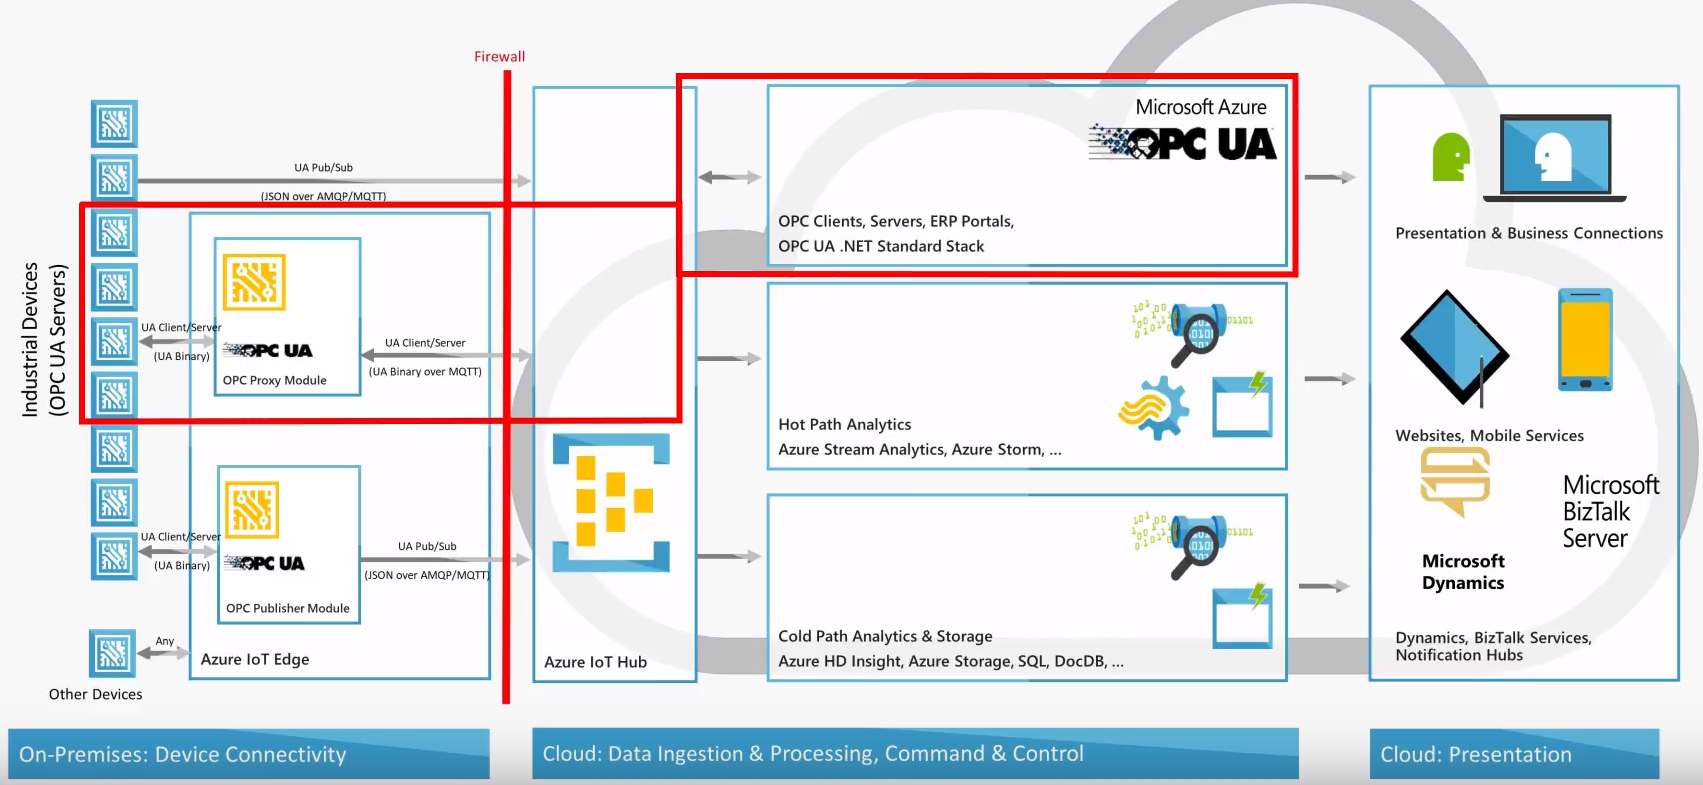 Firewall
Microsoft Azure
OPC UA
UA Pub/Sub
(JSON over AMQP/MQTT)
OPC Clients, Servers, ERP Portals,
OPC UA .NET Standard Stack
Presentation & Business Connections
Industrial Devices
(OPC UA Servers)
UA Client/Server
(UA Binary)
OPC UA
OPC Proxy Module
UA Client/Server
(UA Binary over MQTT)
Hot Path Analytics
Azure Stream Analytics, Azure Storm, ...
Websites, Mobile Services
Microsoft
BizTalk
Server
Microsoft
Dynamics
UA Client/Server
(UA Binary)
OPC UA
OPC Publisher Module
UA Pub/Sub
(JSON over AMQP/MQTT)
Any
Other Devices
Azure IoT Edge
Azure IoT Hub
Cold Path Analytics & Storage
Azure HD Insight, Azure Storage, SQL, DocDB, ...
Dynamics, BizTalk Services,
Notification Hubs
On-Premises: Device Connectivity
Cloud: Data Ingestion & Processing, Command & Control
Cloud: Presentation